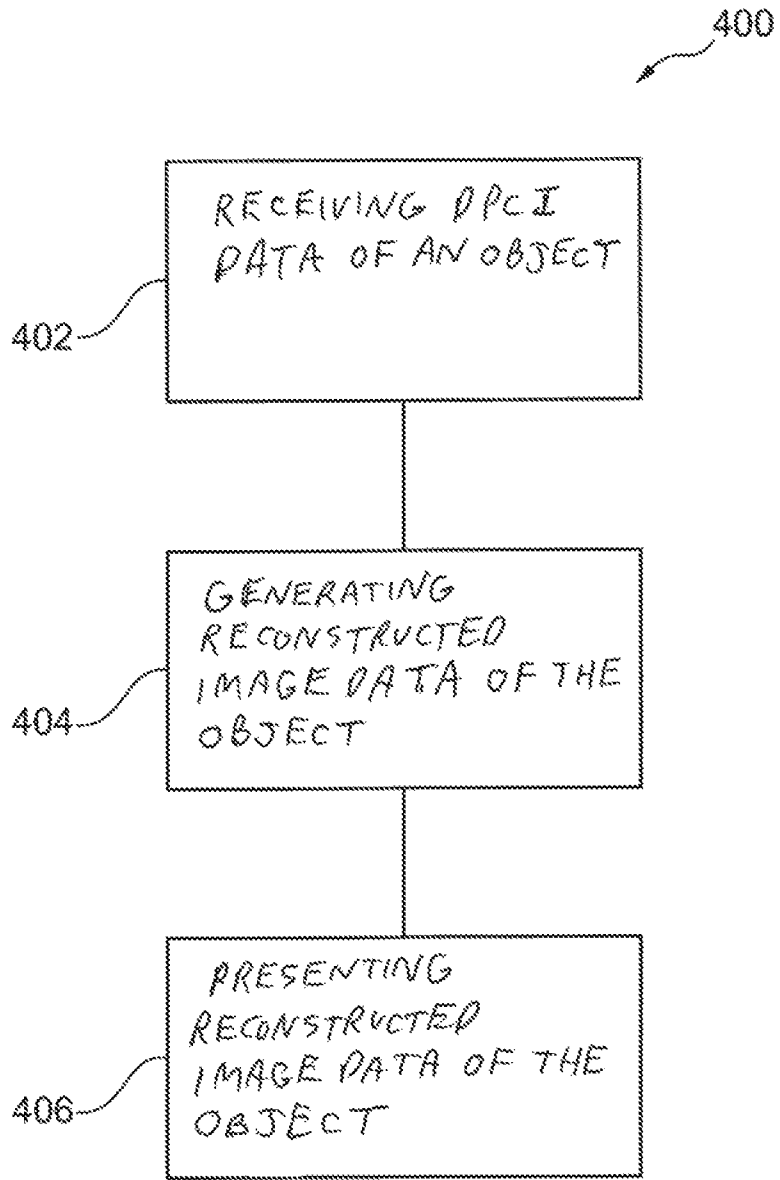 400
RECEIVING DPCI
DATA OF AN OBJECT
402
GENERATING
RECONSTRUCTED
IMAGE DATA OF THE
OBJECT
404
PRESENTING
RECONSTRUCTED
IMAGE DATA OF THE
OBJECT
406